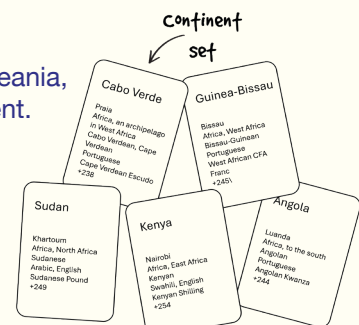 Continent
set
eania,
ent.
Cabo Verde
Praia
Africa, an archipelago
in West Africa
Cabo Verdean, Cape
Verdean
Portuguese
Cape Verdean Escudo
+238
Guinea-Bissau
Bissau
Africa, West Africa
Bissau-Guinean
Portuguese
West African CFA
Franc
+245\
Sudan
Khartoum
Africa, North Africa
Sudanese
Arabic, English
Sudanese Pound
+249
Kenya
Nairobi
Africa, East Africa
Kenyan
Swahili, English
Kenyan Shilling
+254
Angola
Luanda
Africa, to the south
Angolan
Portuguese
Angolan Kwanza
+244